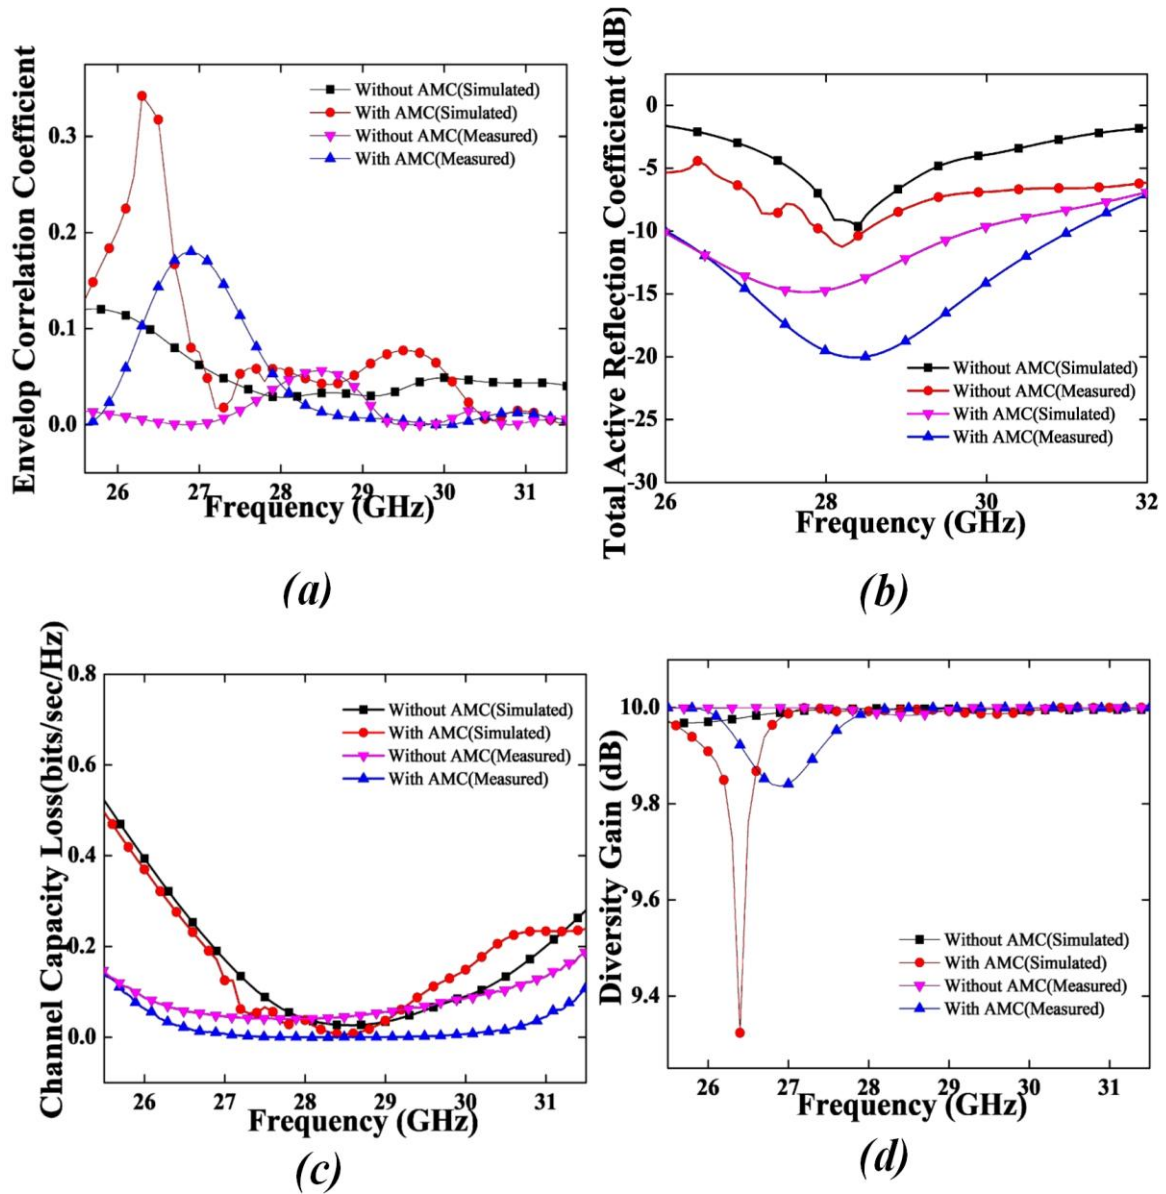 Envelop Correlation Coefficient
0.3
0.2
0.1
0.0
Without AMC(Simulated)
With AMC(Simulated)
Without AMC(Measured)
With AMC(Measured)
26 27 28 29 30 31
Frequency (GHz)
(a)
Total Active Reflection Coefficient (dB)
0
-5
-10
-15
-20
-25
-30
Without AMC(Simulated)
Without AMC(Measured)
With AMC(Simulated)
With AMC(Measured)
26 28 30 32
Frequency (GHz)
(b)
Channel Capacity Loss(bits/sec/Hz)
0.8
0.6
0.4
0.2
0.0
Without AMC(Simulated)
With AMC(Simulated)
Without AMC(Measured)
With AMC(Measured)
26 27 28 29 30 31
Frequency (GHz)
(c)
Diversity Gain (dB)
10.0
9.8
9.6
9.4
Without AMC(Simulated)
With AMC(Simulated)
Without AMC(Measured)
With AMC(Measured)
26 27 28 29 30 31
Frequency (GHz)
(d)